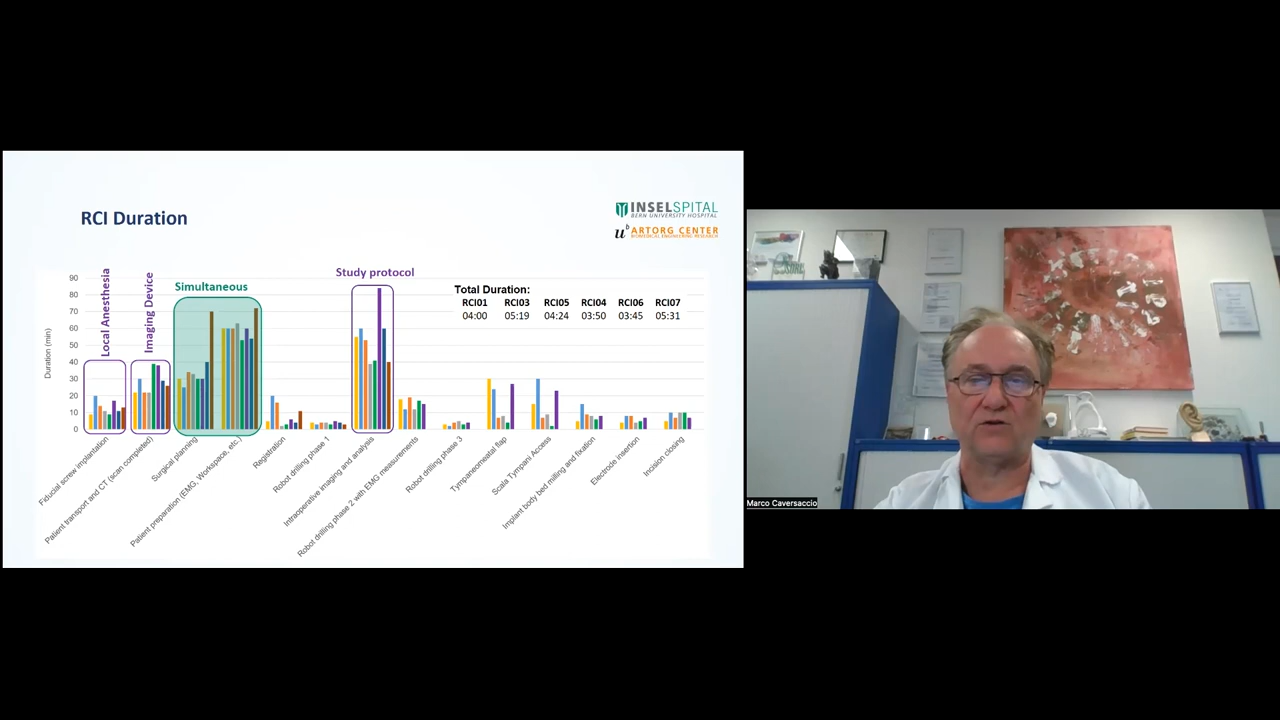 RCI Duration
INSELSPITAL
BERN UNIVERSITY HOSPITAL
u b ARTORG CENTER
BIOMEDICAL ENGINEERING RESEARCH
Local Anesthesia
Imaging Device
Simultaneous
Study protocol
Total Duration:
RCI01 RCI03 RCI05 RCI04 RCI06 RCI07
04:00 05:19 04:24 03:50 03:45 05:31
Duration (min)
90
80
70
60
50
40
30
20
10
0
Fiducial screw implantation
Patient transport and CT (scan completed)
Surgical planning
Patient preparation (EMG, Workspace, etc.)
Registration
Robot drilling phase 1
Intraoperative imaging and analysis
Robot drilling phase 2 with EMG measurements
Robot drilling phase 3
Tympaneomeatal flap
Scala Tympani Access
Implant body bed milling and fixation
Electrode insertion
Incision closing
Marco Caversaccio